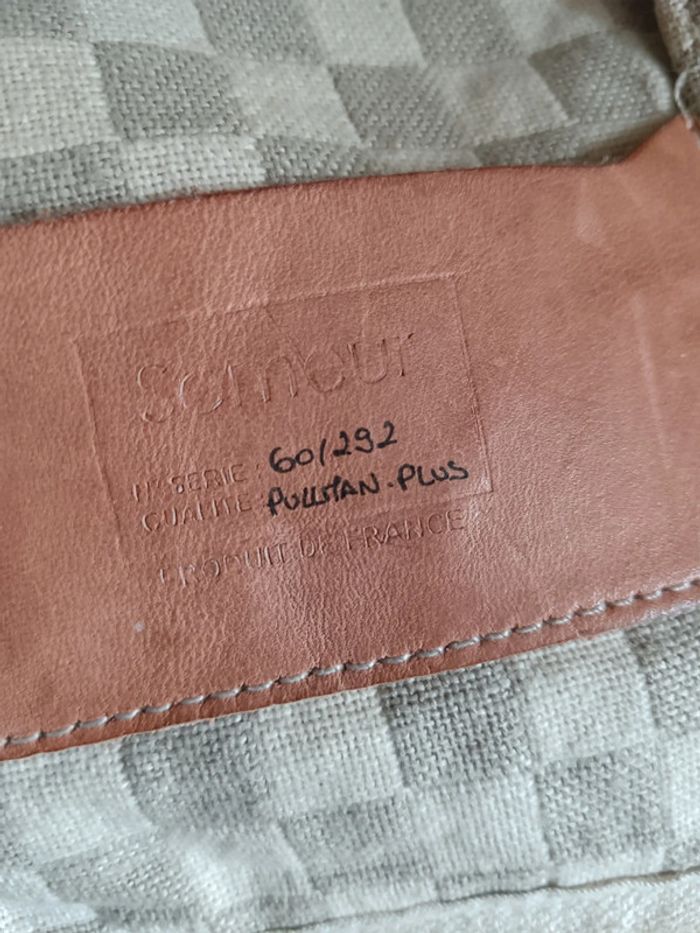 Someur
N° SERIE : 60/292
QUALITE : PULLMAN.PLUS
PRODUIT DE FRANCE